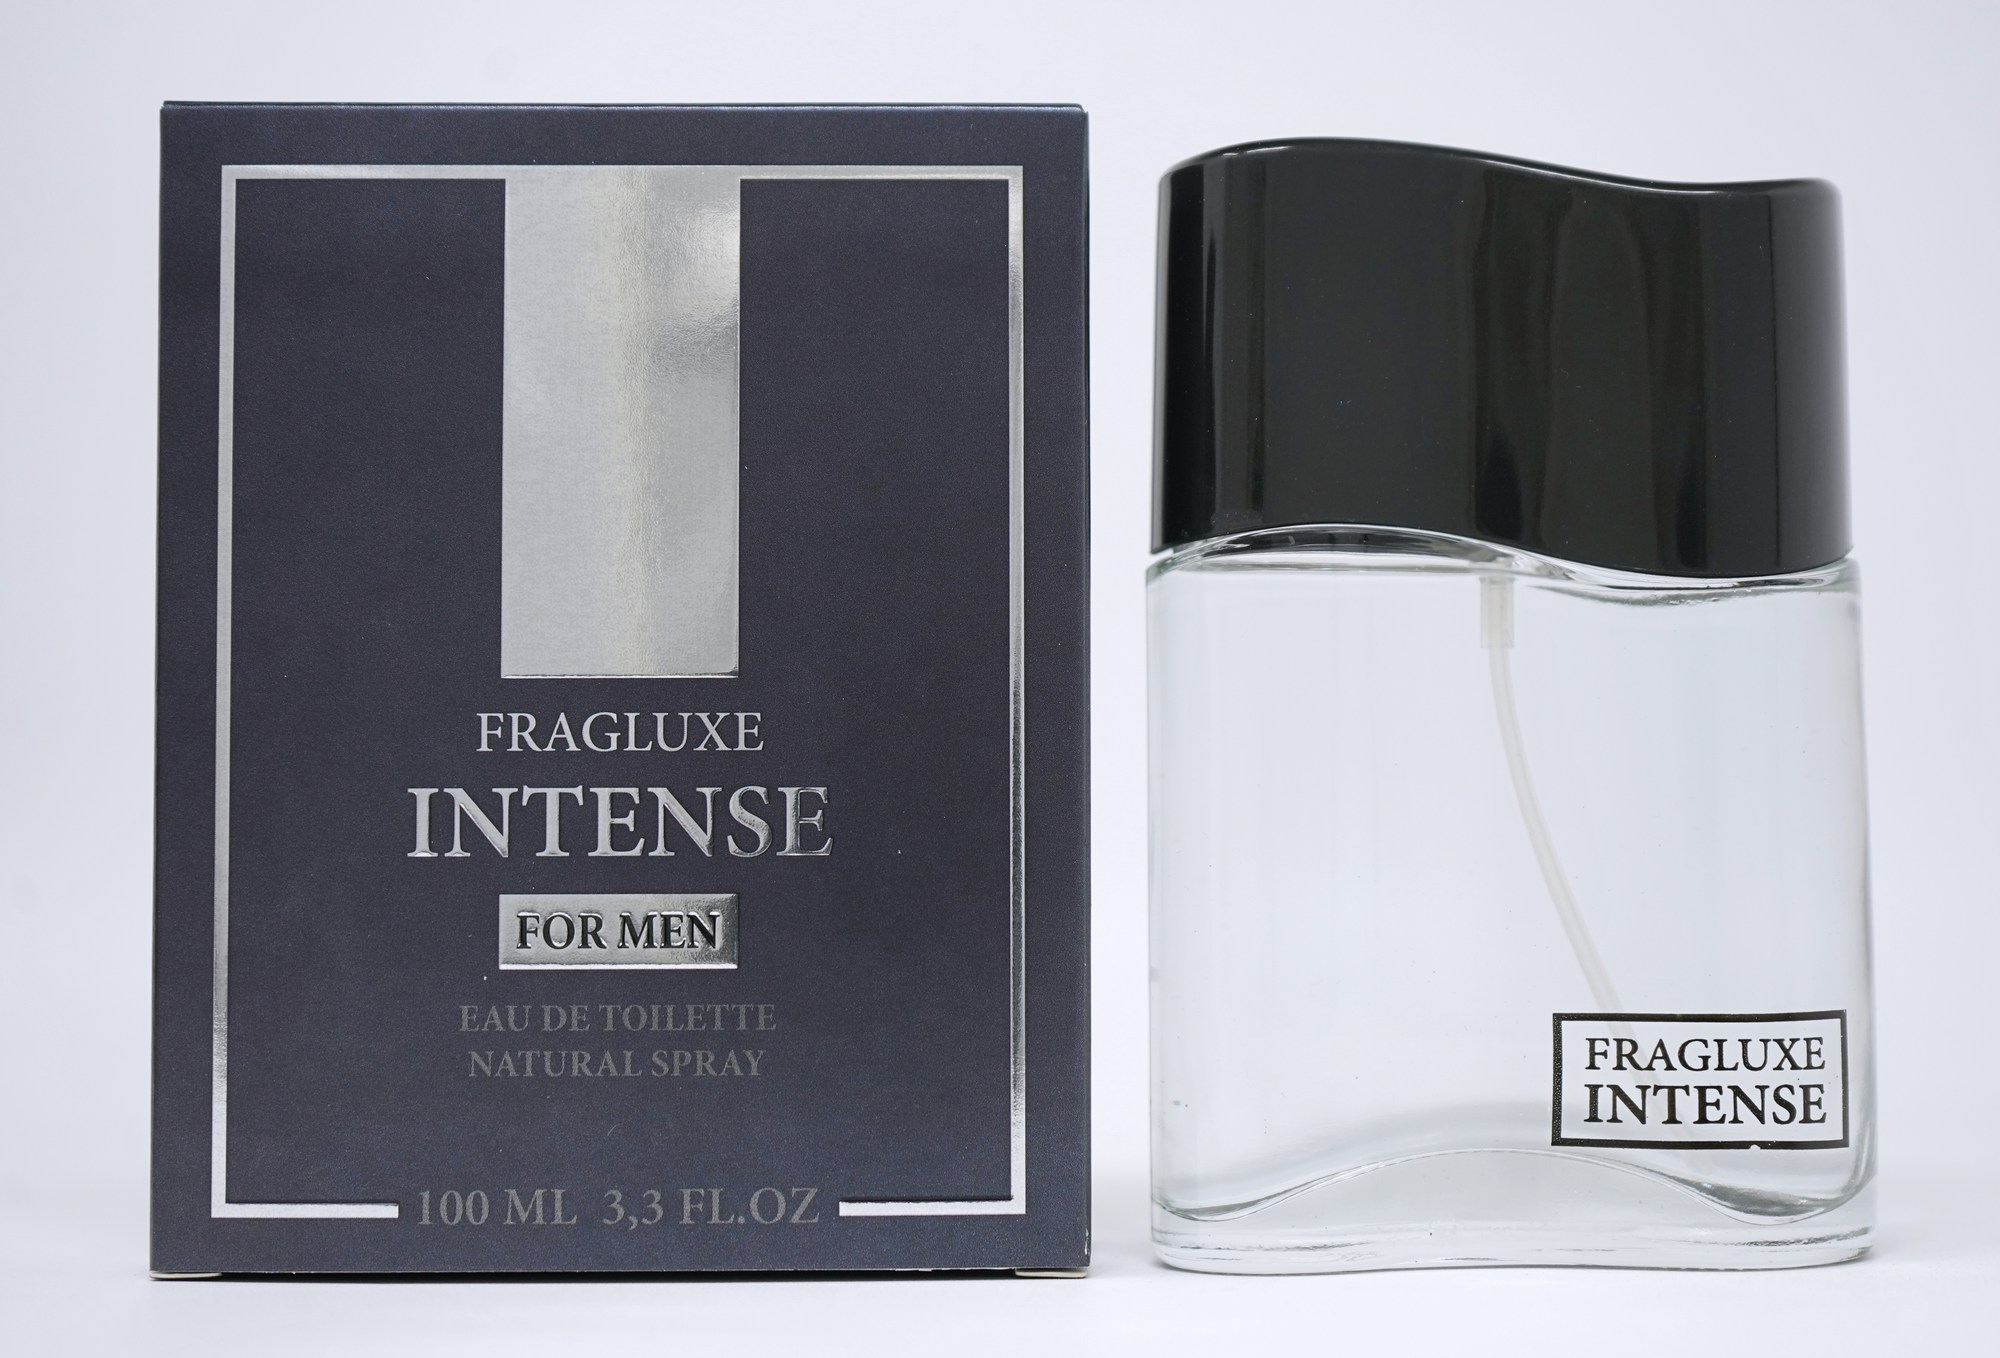 FRAGLUXE
INTENSE
FOR MEN
EAU DE TOILETTE
NATURAL SPRAY
100 ML 3,3 FL.OZ
FRAGLUXE
INTENSE